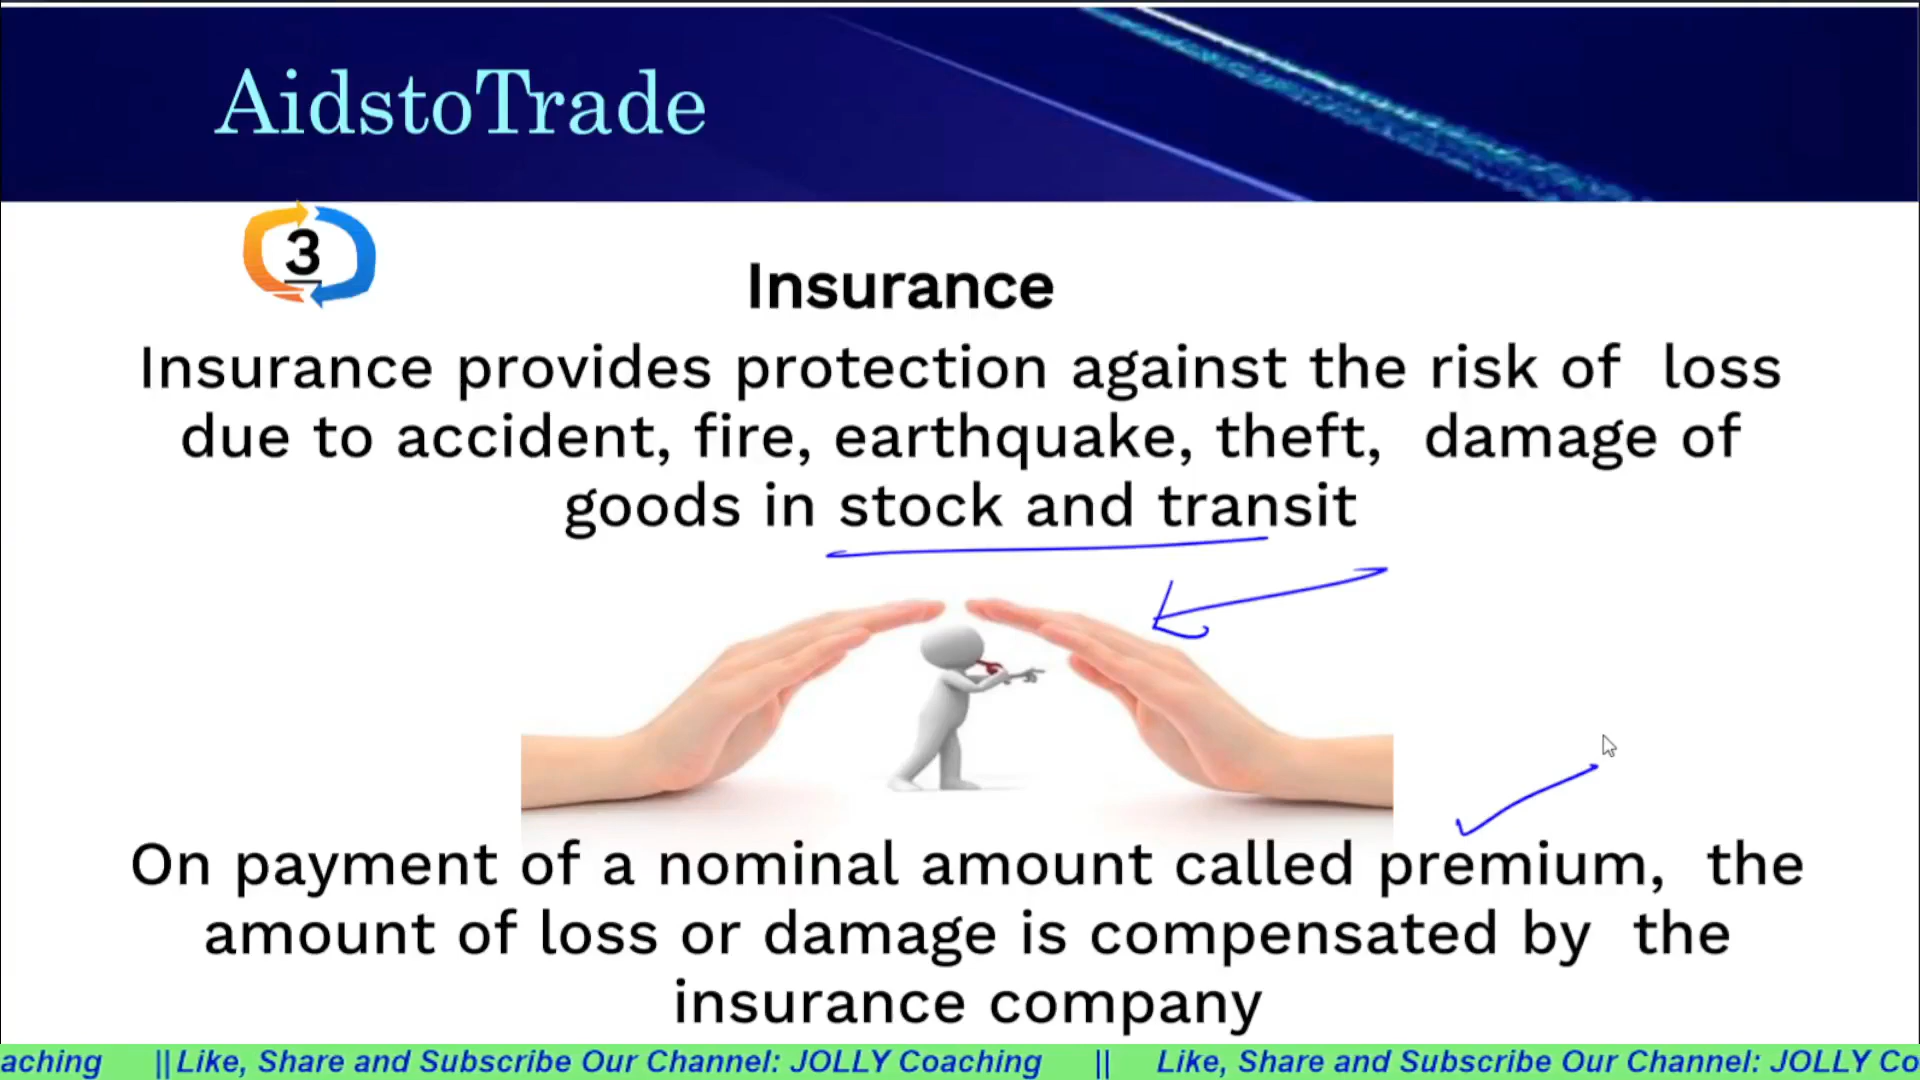 AidstoTrade
3
Insurance
Insurance provides protection against the risk of loss
due to accident, fire, earthquake, theft, damage of
goods in stock and transit
On payment of a nominal amount called premium, the
amount of loss or damage is compensated by the
insurance company
aching || Like, Share and Subscribe Our Channel: JOLLY Coaching || Like, Share and Subscribe Our Channel: JOLLY Co